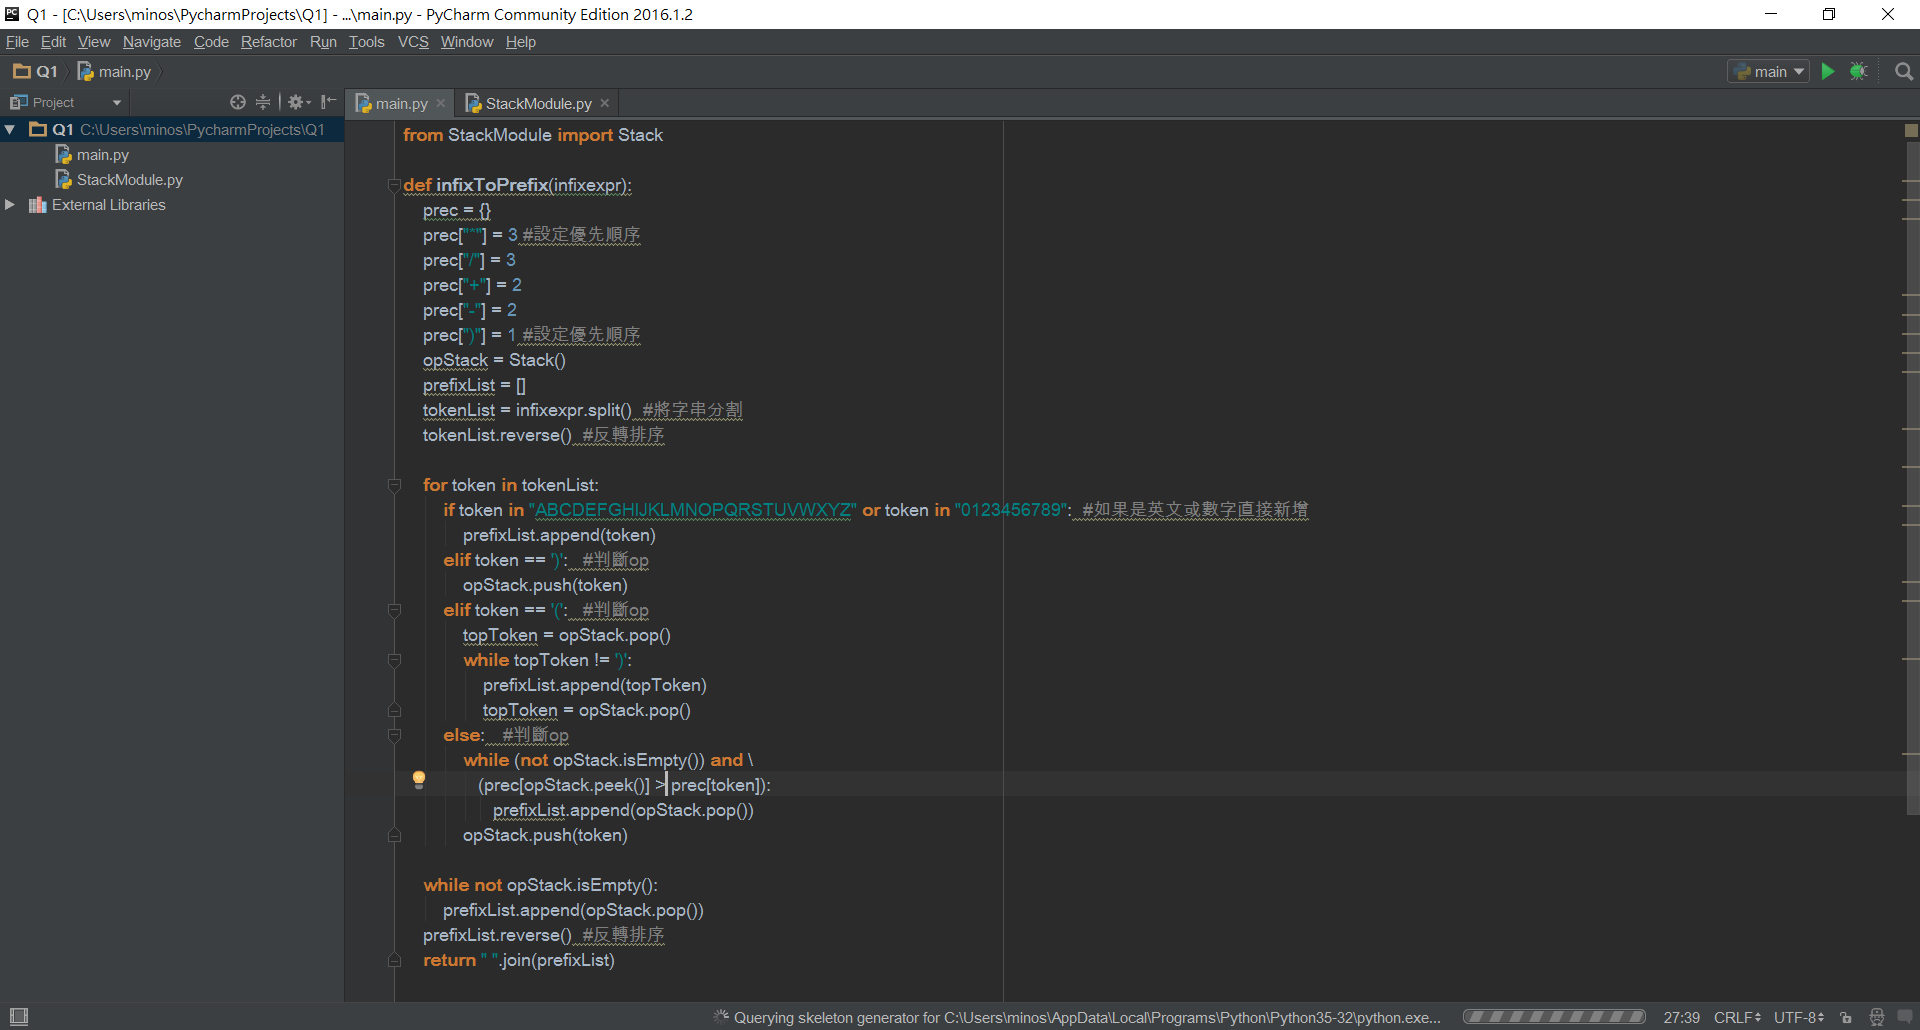 Q1 - [C:\Users\minos\PycharmProjects\Q1] - ...\main.py - PyCharm Community Edition 2016.1.2
File Edit View Navigate Code Refactor Run Tools VCS Window Help
Q1 main.py main
Project
main.py StackModule.py
Q1 C:\Users\minos\PycharmProjects\Q1
main.py
StackModule.py
External Libraries
from StackModule import Stack
def infixToPrefix(infixexpr):
prec = {}
prec["*"] = 3 #設定優先順序
prec["/"] = 3
prec["+"] = 2
prec["-"] = 2
prec[")"] = 1 #設定優先順序
opStack = Stack()
prefixList = []
tokenList = infixexpr.split() #將字串分割
tokenList.reverse() #反轉排序
for token in tokenList:
if token in "ABCDEFGHIJKLMNOPQRSTUVWXYZ" or token in "0123456789": #如果是英文或數字直接新增
prefixList.append(token)
elif token == ')': #判斷op
opStack.push(token)
elif token == '(': #判斷op
topToken = opStack.pop()
while topToken != ')':
prefixList.append(topToken)
topToken = opStack.pop()
else: #判斷op
while (not opStack.isEmpty()) and \
(prec[opStack.peek()] > prec[token]):
prefixList.append(opStack.pop())
opStack.push(token)
while not opStack.isEmpty():
prefixList.append(opStack.pop())
prefixList.reverse() #反轉排序
return " ".join(prefixList)
Querying skeleton generator for C:\Users\minos\AppData\Local\Programs\Python\Python35-32\python.exe... 27:39 CRLF UTF-8